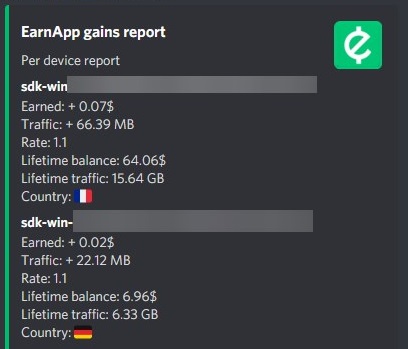 EarnApp gains report
Per device report
sdk-win
Earned: + 0.07$
Traffic: + 66.39 MB
Rate: 1.1
Lifetime balance: 64.06$
Lifetime traffic: 15.64 GB
Country:
sdk-win-
Earned: + 0.02$
Traffic: + 22.12 MB
Rate: 1.1
Lifetime balance: 6.96$
Lifetime traffic: 6.33 GB
Country: